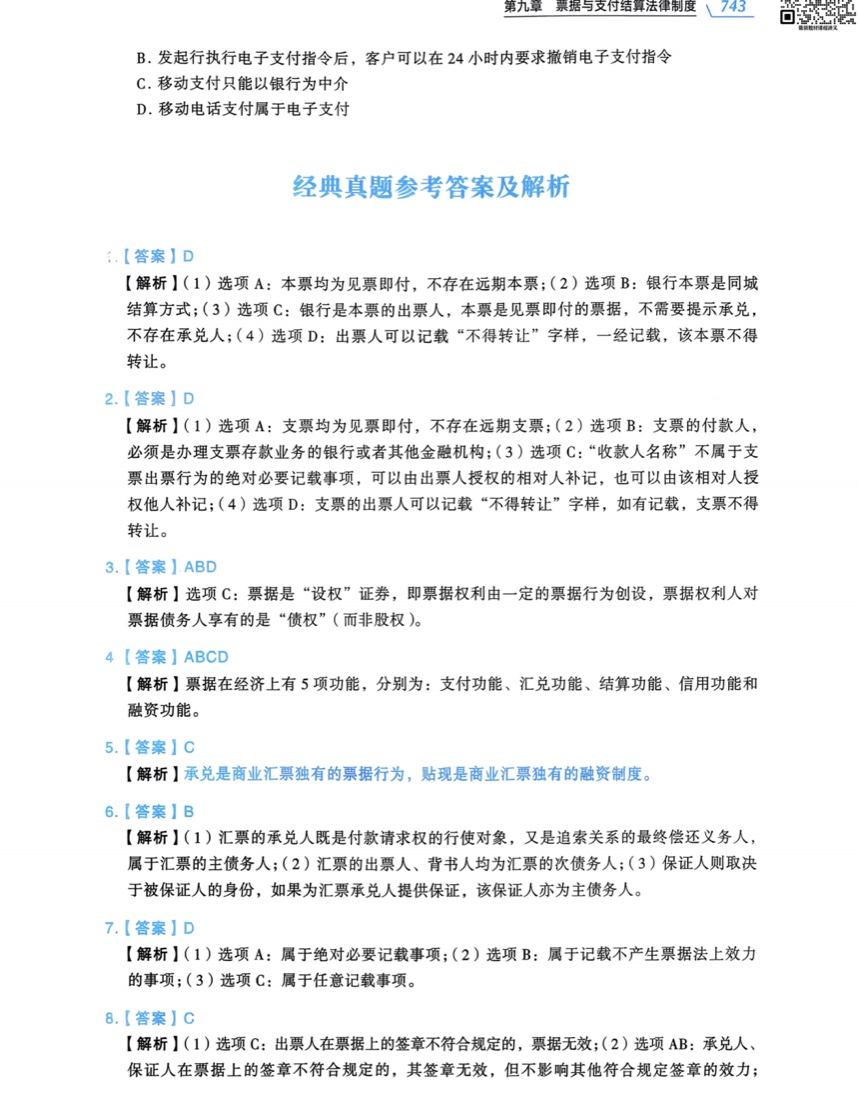 第九章 票据与支付结算法律制度 743
B. 发起行执行电子支付指令后，客户可以在 24 小时内要求撤销电子支付指令
C. 移动支付只能以银行为中介
D. 移动电话支付属于电子支付
经典真题参考答案及解析
1.【答案】D
【解析】（1）选项 A：本票均为见票即付，不存在远期本票；（2）选项 B：银行本票是同城
结算方式；（3）选项 C：银行是本票的出票人，本票是见票即付的票据，不需要提示承兑，
不存在承兑人；（4）选项 D：出票人可以记载“不得转让”字样，一经记载，该本票不得
转让。
2.【答案】D
【解析】（1）选项 A：支票均为见票即付，不存在远期支票；（2）选项 B：支票的付款人，
必须是办理支票存款业务的银行或者其他金融机构；（3）选项 C：“收款人名称”不属于支
票出票行为的绝对必要记载事项，可以由出票人授权的相对人补记，也可以由该相对人授
权他人补记；（4）选项 D：支票的出票人可以记载“不得转让”字样，如有记载，支票不得
转让。
3.【答案】ABD
【解析】选项 C：票据是“设权”证券，即票据权利由一定的票据行为创设，票据权利人对
票据债务人享有的是“债权”（而非股权）。
4【答案】ABCD
【解析】票据在经济上有 5 项功能，分别为：支付功能、汇兑功能、结算功能、信用功能和
融资功能。
5.【答案】C
【解析】承兑是商业汇票独有的票据行为，贴现是商业汇票独有的融资制度。
6.【答案】B
【解析】（1）汇票的承兑人既是付款请求权的行使对象，又是追索关系的最终偿还义务人，
属于汇票的主债务人；（2）汇票的出票人、背书人均为汇票的次债务人；（3）保证人则取决
于被保证人的身份，如果为汇票承兑人提供保证，该保证人亦为主债务人。
7.【答案】D
【解析】（1）选项 A：属于绝对必要记载事项；（2）选项 B：属于记载不产生票据法上效力
的事项；（3）选项 C：属于任意记载事项。
8.【答案】C
【解析】（1）选项 C：出票人在票据上的签章不符合规定的，票据无效；（2）选项 AB：承兑人、
保证人在票据上的签章不符合规定的，其签章无效，但不影响其他符合规定签章的效力；